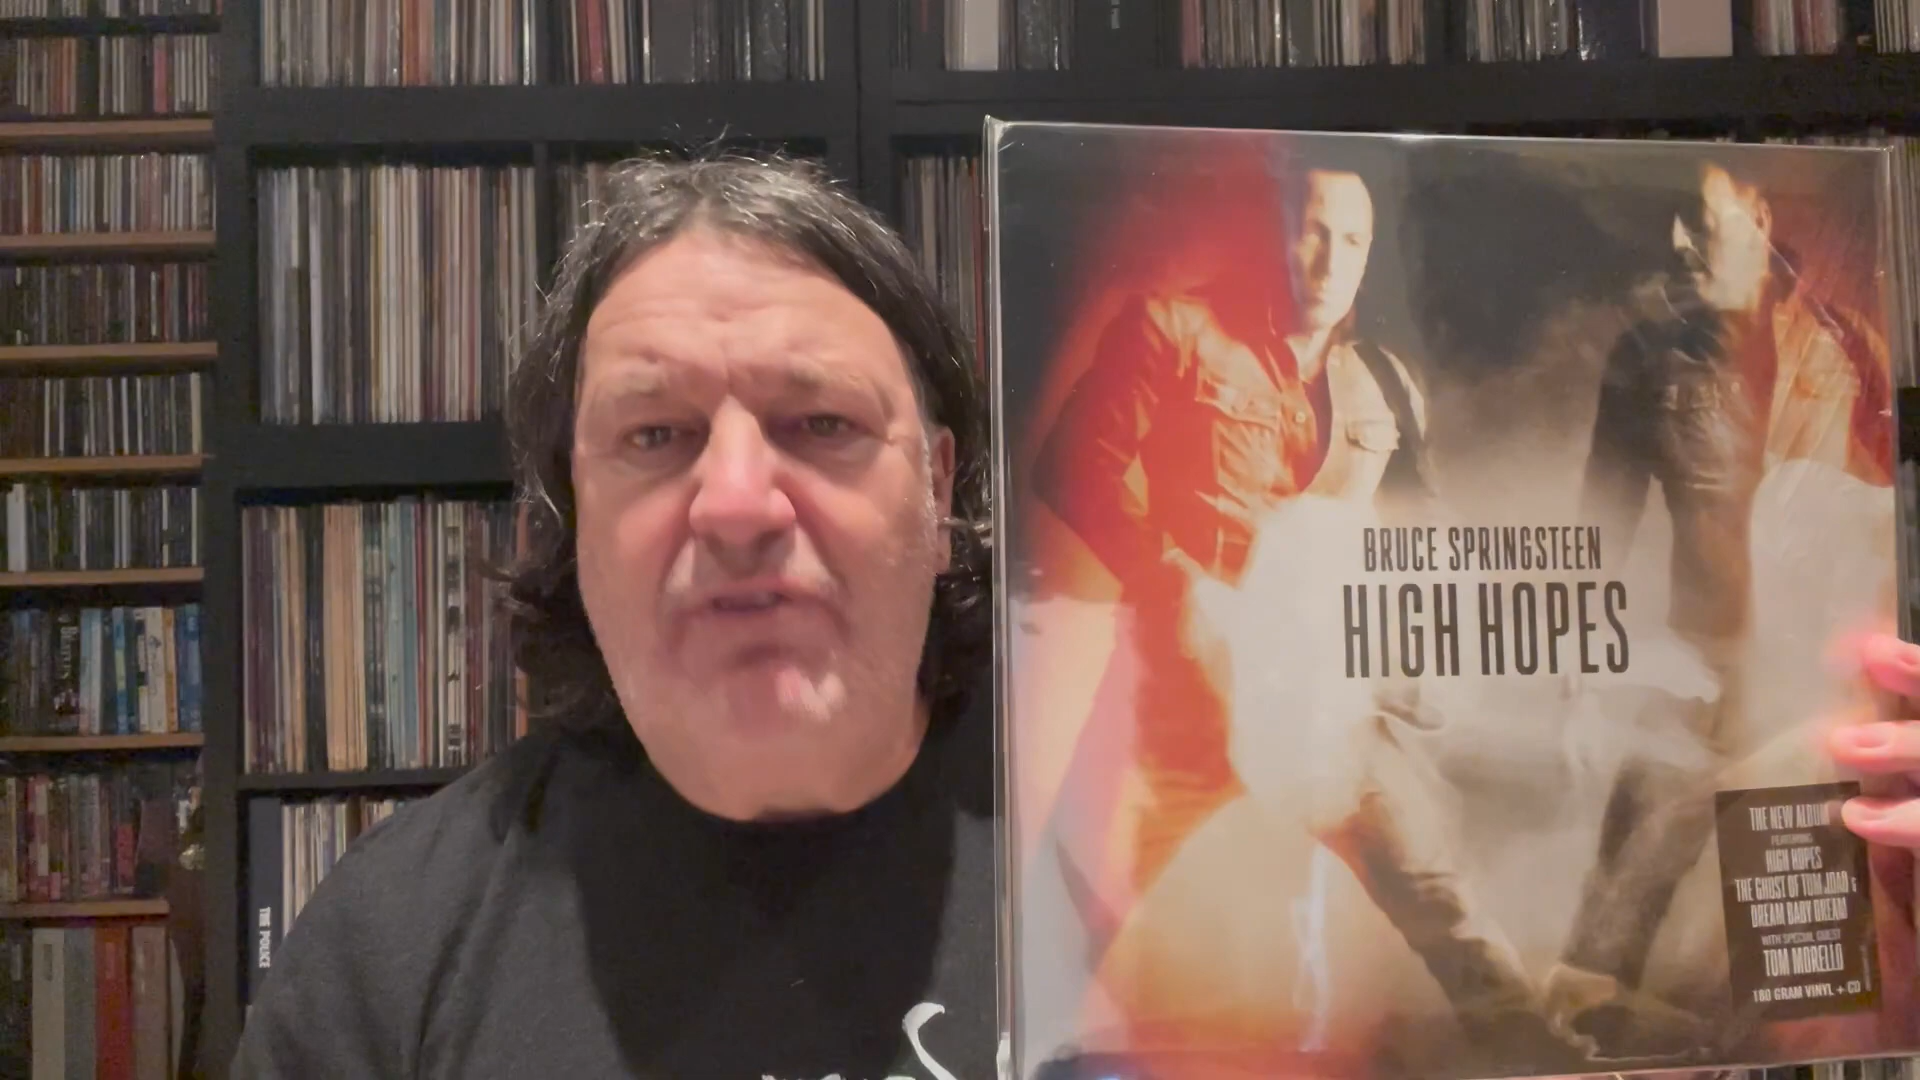 BRUCE SPRINGSTEEN
HIGH HOPES
THE NEW ALBUM
FEATURING
HIGH HOPES
THE GHOST OF TOM JOAD &
DREAM BABY DREAM
WITH SPECIAL GUEST
TOM MORELLO
180 GRAM VINYL + CD
THE POLICE